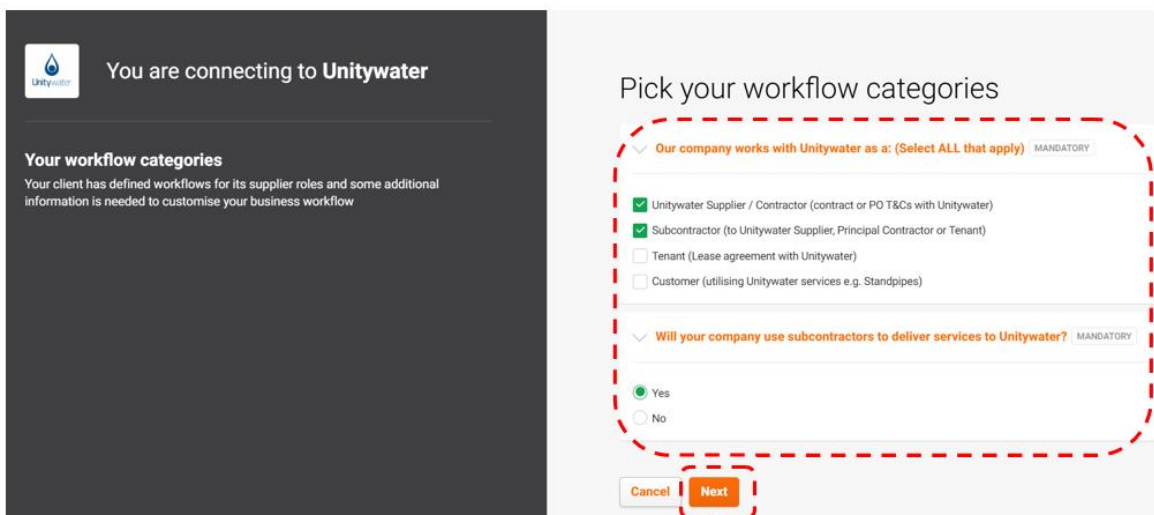 Unitywater
You are connecting to Unitywater
Your workflow categories
Your client has defined workflows for its supplier roles and some additional
information is needed to customise your business workflow
Pick your workflow categories
Our company works with Unitywater as a: (Select ALL that apply) MANDATORY
Unitywater Supplier / Contractor (contract or PO T&Cs with Unitywater)
Subcontractor (to Unitywater Supplier, Principal Contractor or Tenant)
Tenant (Lease agreement with Unitywater)
Customer (utilising Unitywater services e.g. Standpipes)
Will your company use subcontractors to deliver services to Unitywater? MANDATORY
Yes
No
Cancel Next